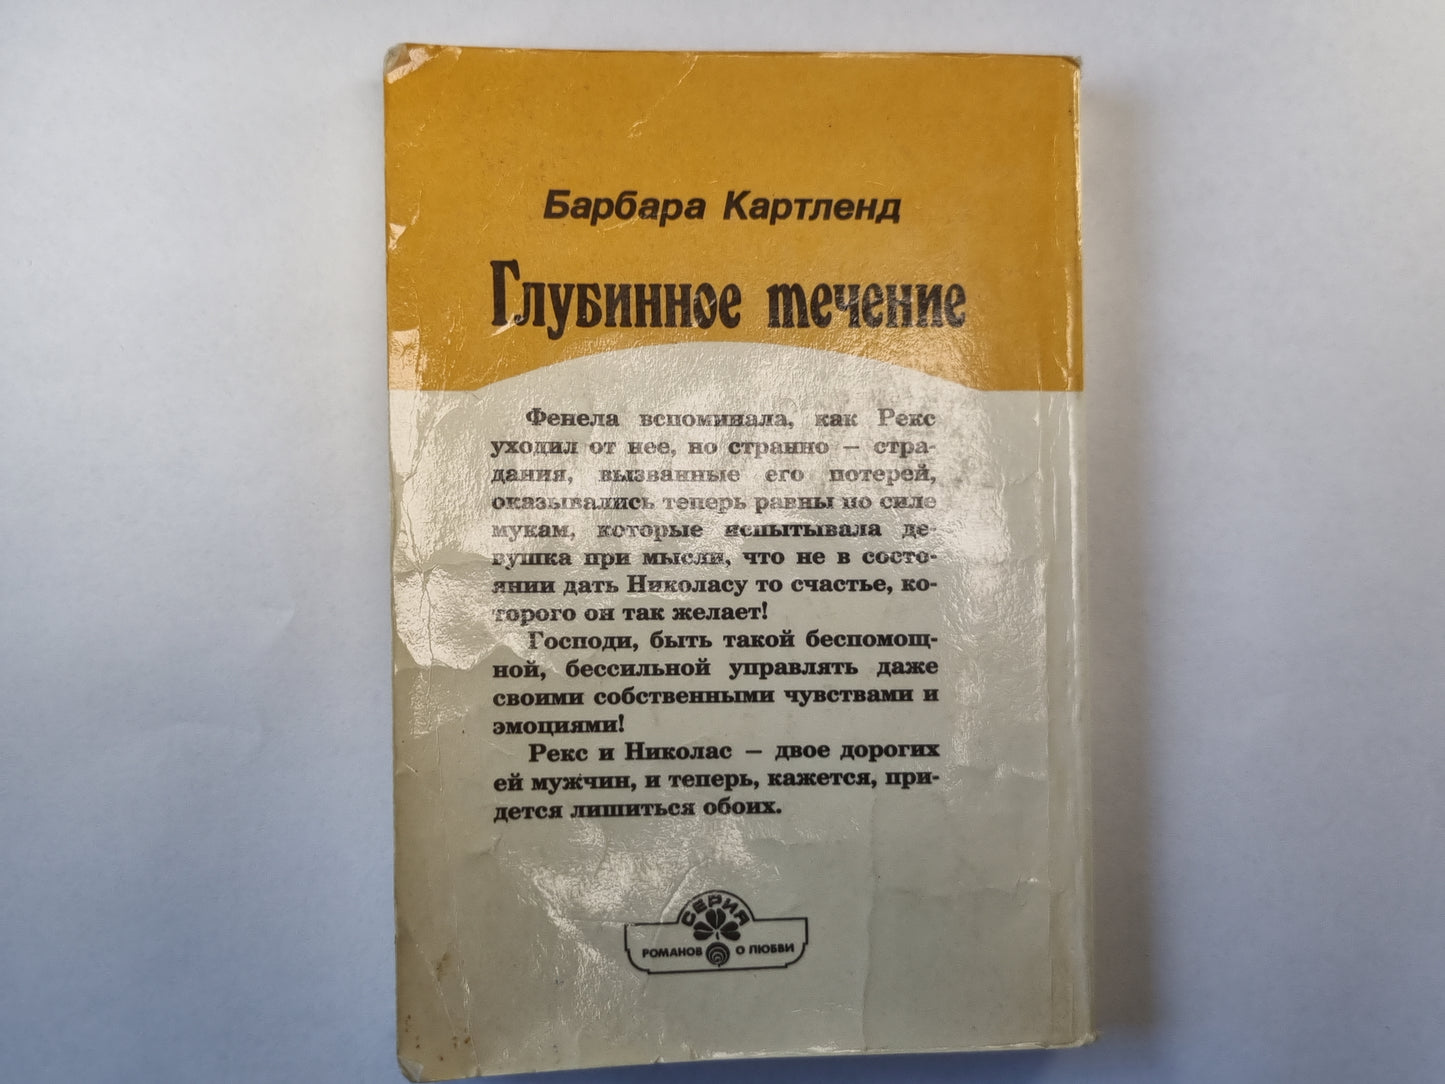 Барбара Картленд
Глубинное течение
Фенела вспоминала, как Рекс
уходил от нее, но странно – стра-
дания, вызванные его потерей,
оказывались теперь равны по силе
мукам, которые испытывала де-
вушка при мысли, что не в состо-
янии дать Николасу то счастье, ко-
торого он так желает!
Господи, быть такой беспомощ-
ной, бессильной управлять даже
своими собственными чувствами и
эмоциями!
Рекс и Николас – двое дорогих
ей мужчин, и теперь, кажется, при-
дется лишиться обоих.
СЕРИЯ
РОМАНОВ О ЛЮБВИ